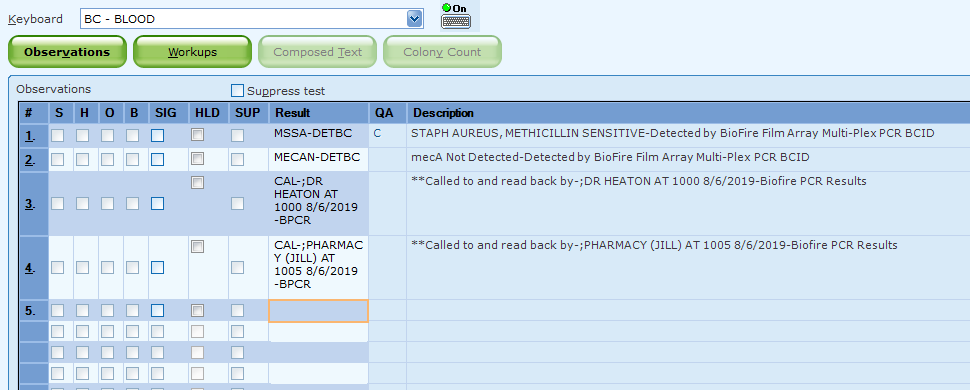 Keyboard BC - BLOOD On
Observations Workups Composed Text Colony Count
Observations Suppress test
# S H O B SIG HLD SUP Result QA Description
1. MSSA-DETBC C STAPH AUREUS, METHICILLIN SENSITIVE-Detected by BioFire Film Array Multi-Plex PCR BCID
2. MECAN-DETBC mecA Not Detected-Detected by BioFire Film Array Multi-Plex PCR BCID
3. CAL-;DR
HEATON AT
1000 8/6/2019
-BPCR
**Called to and read back by-;DR HEATON AT 1000 8/6/2019-Biofire PCR Results
4. CAL-;PHARMAC
Y (JILL) AT
1005 8/6/2019
-BPCR
**Called to and read back by-;PHARMACY (JILL) AT 1005 8/6/2019-Biofire PCR Results
5.